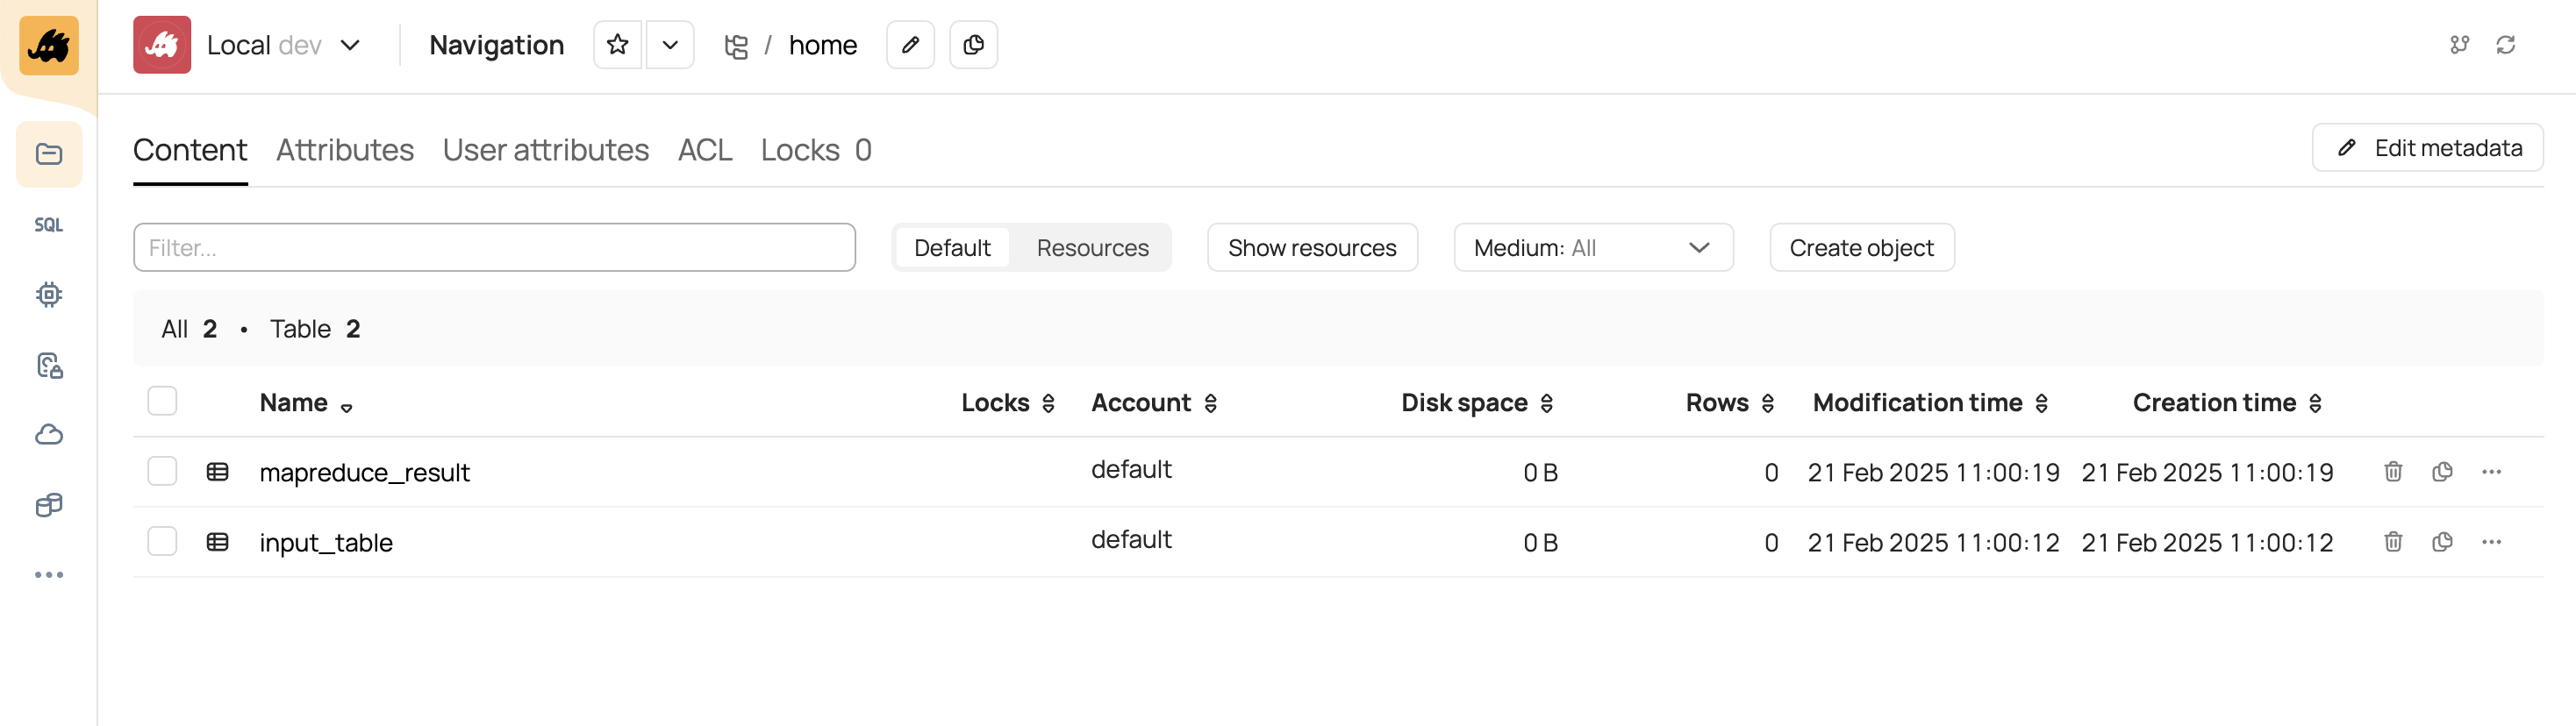 Local dev Navigation / home
Content Attributes User attributes ACL Locks 0 Edit metadata
SQL
Filter... Default Resources Show resources Medium: All Create object
All 2 • Table 2
Name Locks Account Disk space Rows Modification time Creation time
mapreduce_result default 0 B 0 21 Feb 2025 11:00:19 21 Feb 2025 11:00:19
input_table default 0 B 0 21 Feb 2025 11:00:12 21 Feb 2025 11:00:12